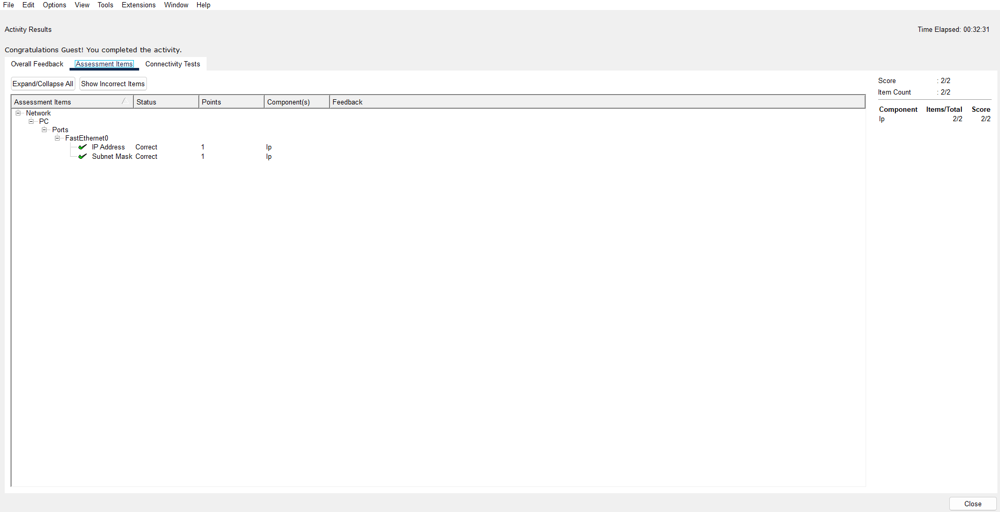 File Edit Options View Tools Extensions Window Help
Activity Results Time Elapsed: 00:32:31
Congratulations Guest! You completed the activity.
Overall Feedback Assessment Items Connectivity Tests
Expand/Collapse All Show Incorrect Items
Score : 2/2
Item Count : 2/2
Assessment Items Status Points Component(s) Feedback
Component Items/Total Score
Ip 2/2 2/2
Network
PC
Ports
FastEthernet0
IP Address Correct 1 Ip
Subnet Mask Correct 1 Ip
Close